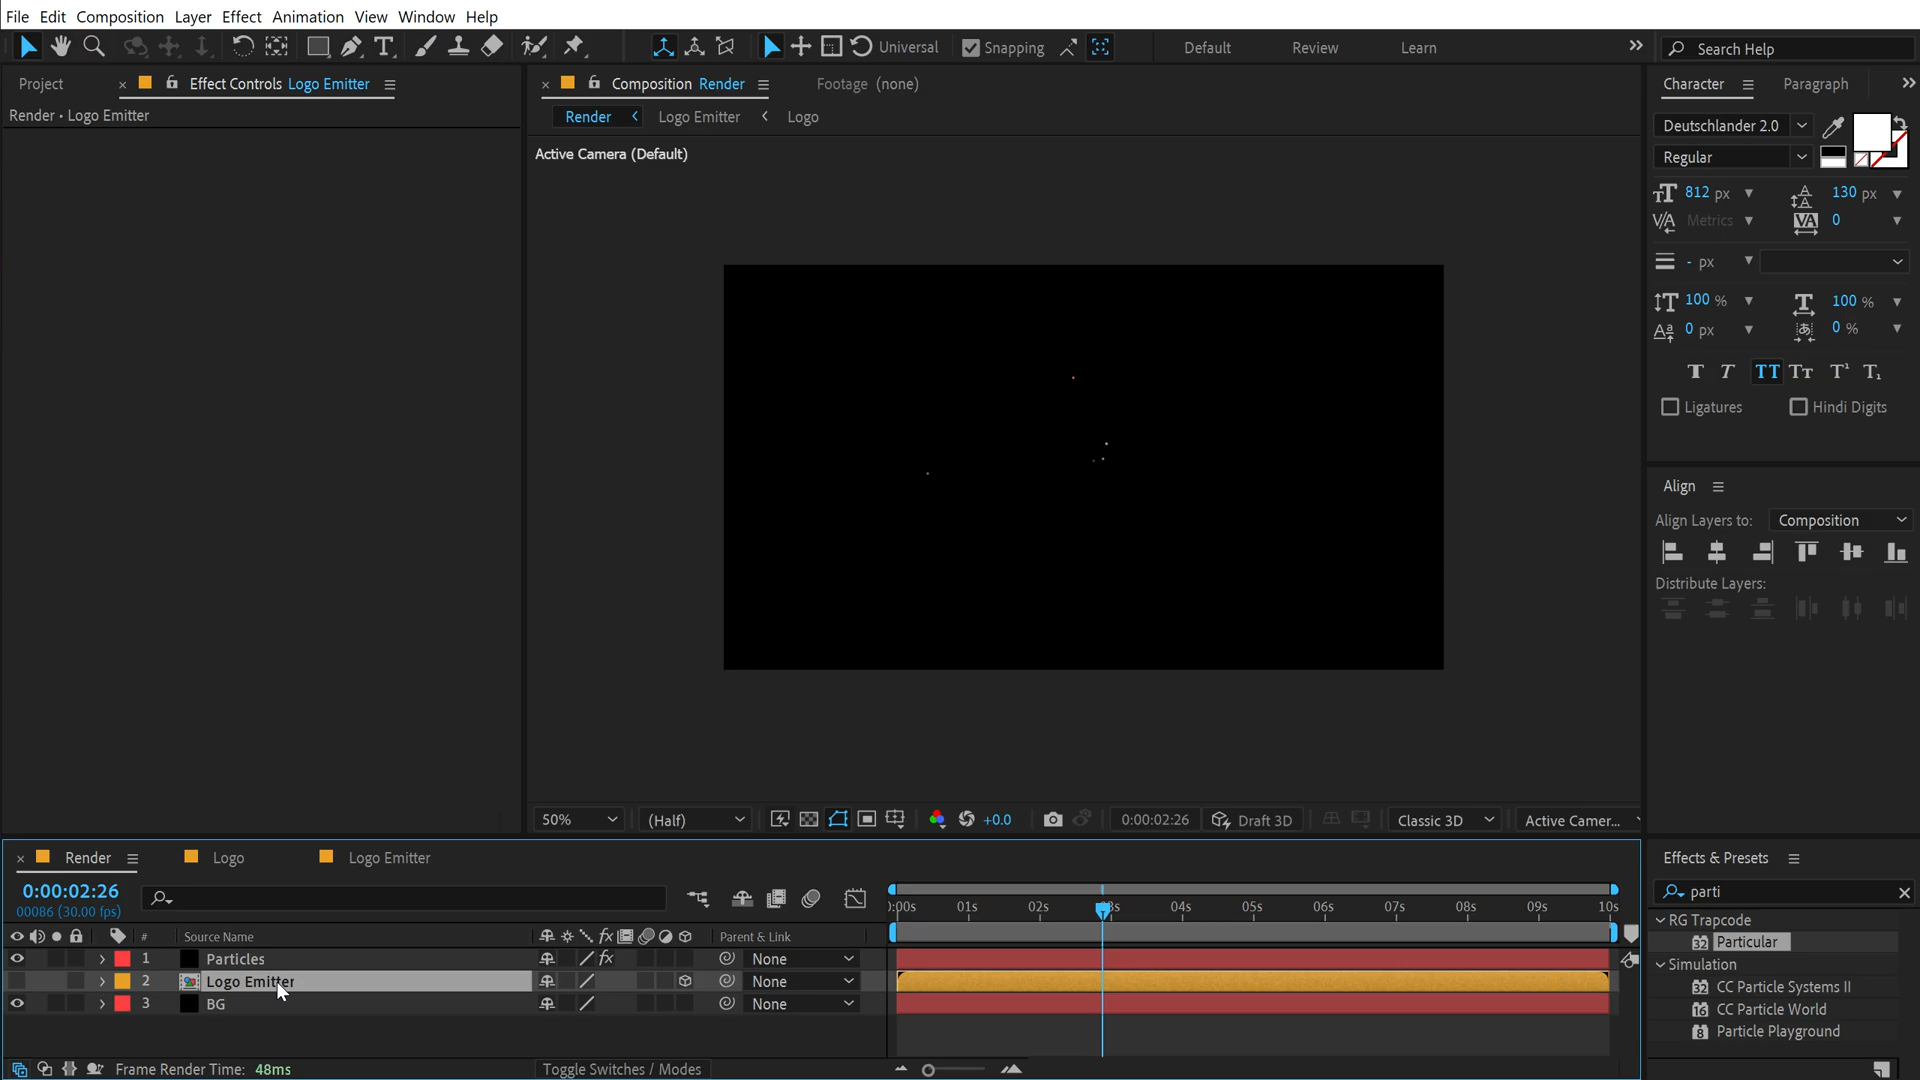 File Edit Composition Layer Effect Animation View Window Help
Universal Snapping Default Review Learn Search Help
Project Effect Controls Logo Emitter Composition Render Footage (none) Character Paragraph
Render • Logo Emitter Render Logo Emitter Logo
Active Camera (Default)
Deutschlander 2.0
Regular
812 px 130 px
Metrics 0
- px
100 % 100 %
0 px 0 %
Ligatures Hindi Digits
Align
Align Layers to: Composition
Distribute Layers:
50% (Half) +0.0 0:00:02:26 Draft 3D Classic 3D Active Camer...
Render Logo Logo Emitter
0:00:02:26
00086 (30.00 fps)
):00s 01s 02s 04s 05s 06s 07s 08s 09s 10s
# Source Name Parent & Link
1 Particles None
2 Logo Emitter None
3 BG None
Frame Render Time: 48ms Toggle Switches / Modes
Effects & Presets
parti
RG Trapcode
32 Particular
Simulation
32 CC Particle Systems II
16 CC Particle World
8 Particle Playground